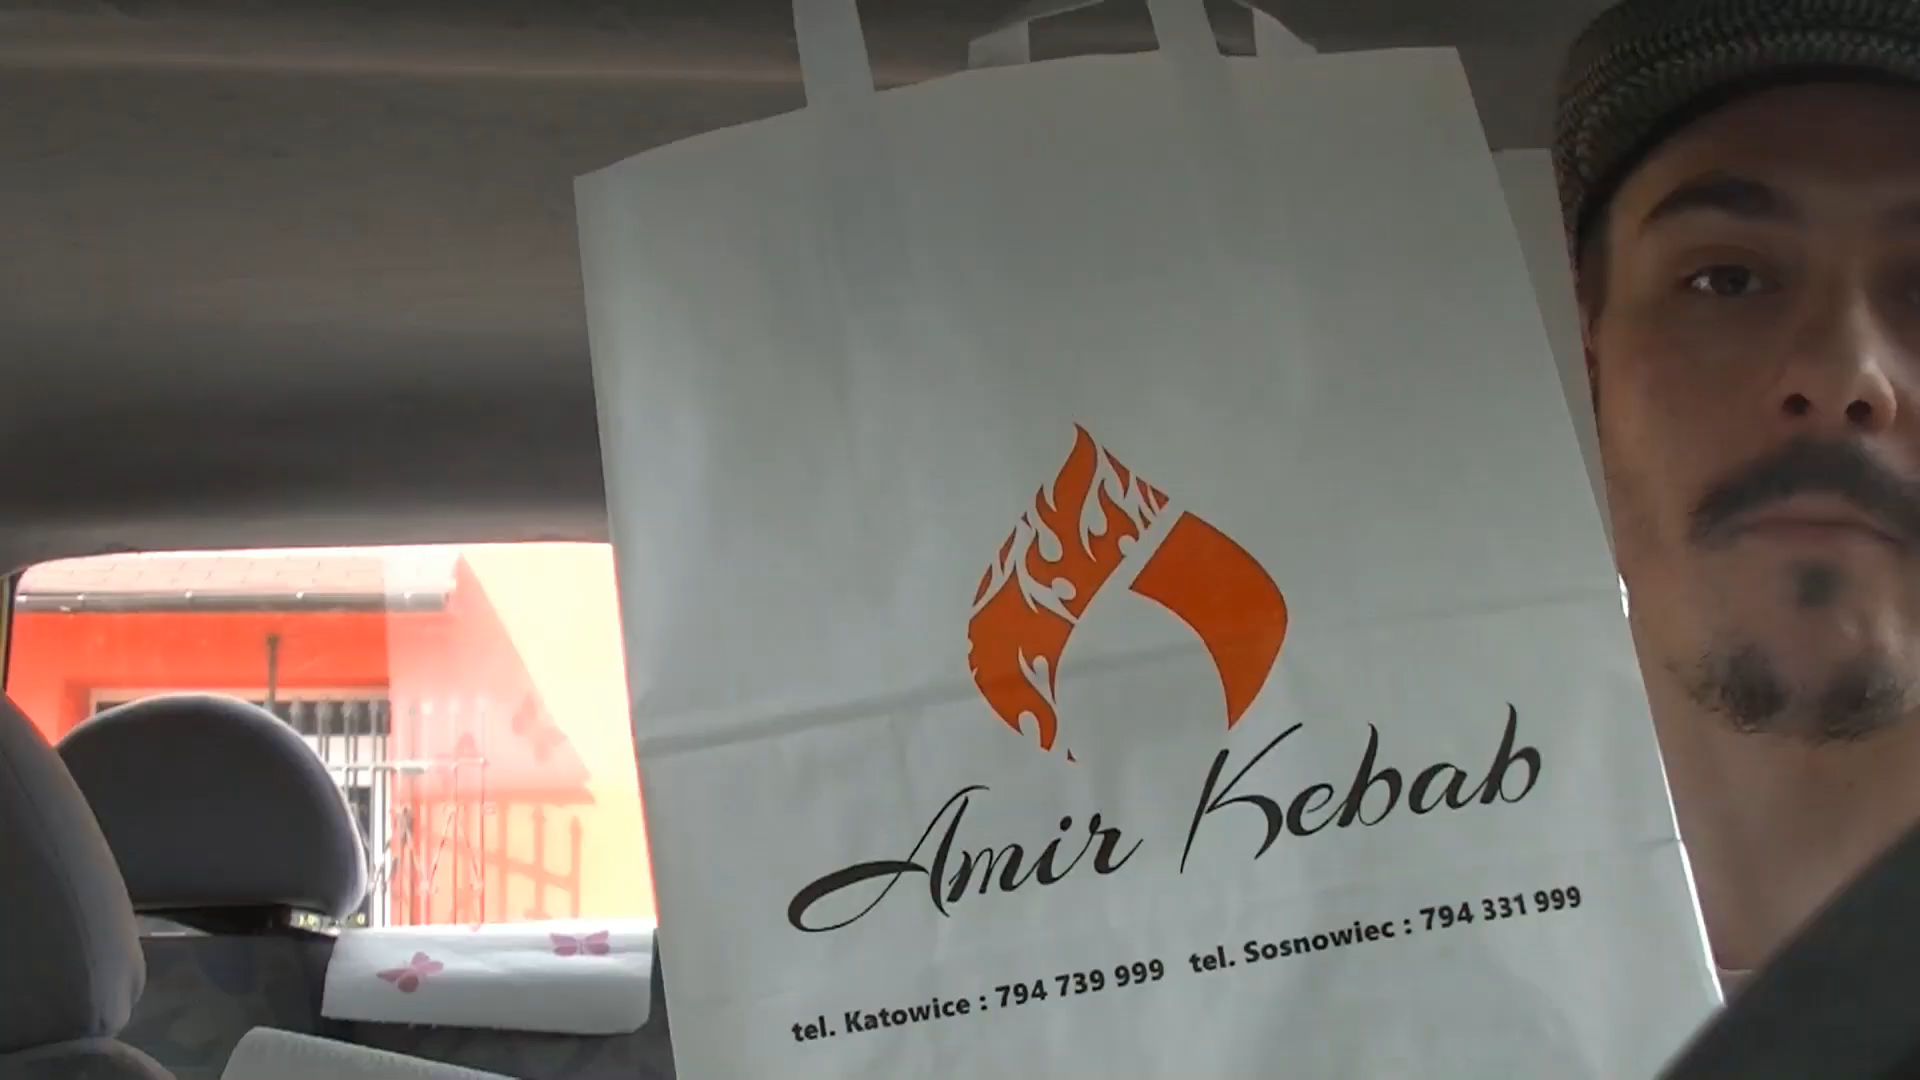 Amir Kebab
tel. Katowice : 794 739 999 tel. Sosnowiec : 794 331 999